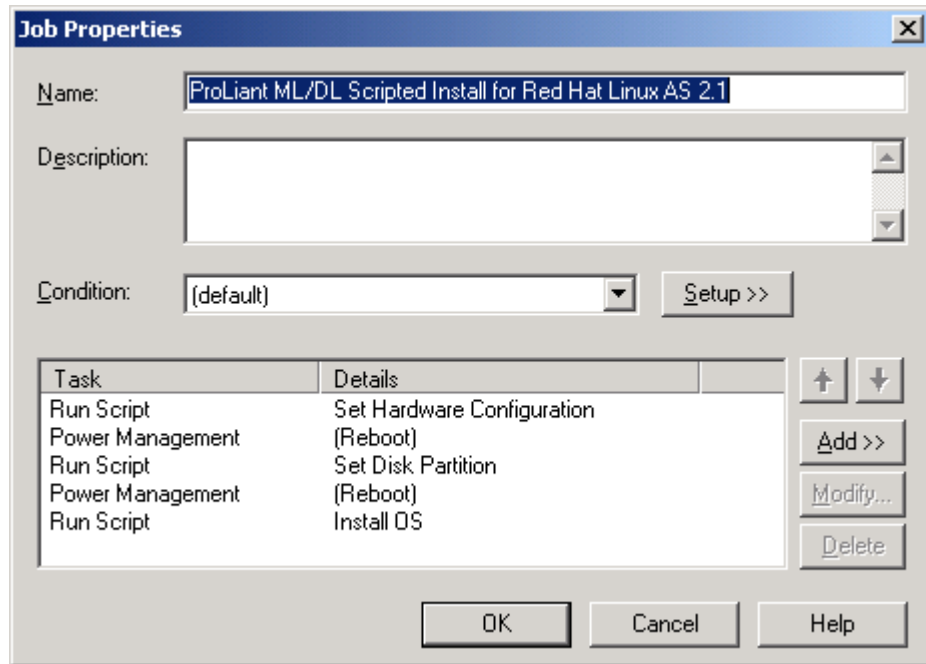 Job Properties
Name: ProLiant ML/DL Scripted Install for Red Hat Linux AS 2.1
Description:
Condition: (default) Setup >>
Task Details
Run Script Set Hardware Configuration
Power Management (Reboot)
Run Script Set Disk Partition
Power Management (Reboot)
Run Script Install OS
Add >>
Modify...
Delete
OK Cancel Help